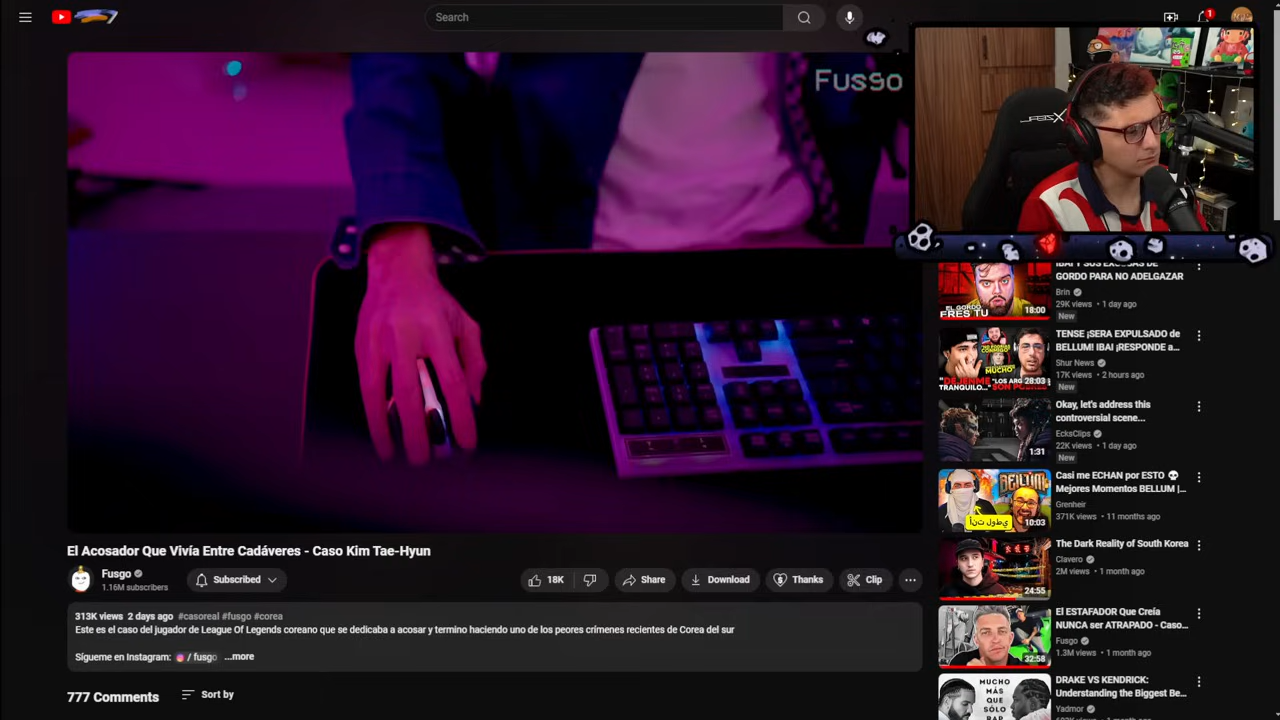 Search
1
Fusgo
IBAI Y SUS EXCUSAS DE
GORDO PARA NO ADELGAZAR
Brin
29K views • 1 day ago
New
EL GORDO
ERES TU
18:00
TENSE ¡SERA EXPULSADO de
BELLUM! IBAI ¡RESPONDE a...
Shur News
17K views • 2 hours ago
New
"DEJENME
TRANQUILO"
28:03
Okay, let's address this
controversial scene...
EcksClips
22K views • 1 day ago
New
1:31
Casi me ECHAN por ESTO 💀
Mejores Momentos BELLUM |...
Grenheir
371K views • 11 months ago
BELLUM
10:03
The Dark Reality of South Korea
Clavero
2M views • 1 month ago
24:55
El ESTAFADOR Que Creía
NUNCA ser ATRAPADO - Caso...
Fusgo
1.3M views • 1 month ago
32:58
DRAKE VS KENDRICK:
Understanding the Biggest Be...
Yadmor
MUCHO
MÁS
QUE
SÓLO
RAP
El Acosador Que Vivía Entre Cadáveres - Caso Kim Tae-Hyun
Fusgo
1.16M subscribers
Subscribed
18K
Share
Download
Thanks
Clip
313K views 2 days ago #casoreal #fusgo #corea
Este es el caso del jugador de League Of Legends coreano que se dedicaba a acosar y termino haciendo uno de los peores crímenes recientes de Corea del sur
Sígueme en Instagram: / fusgo ...more
777 Comments
Sort by